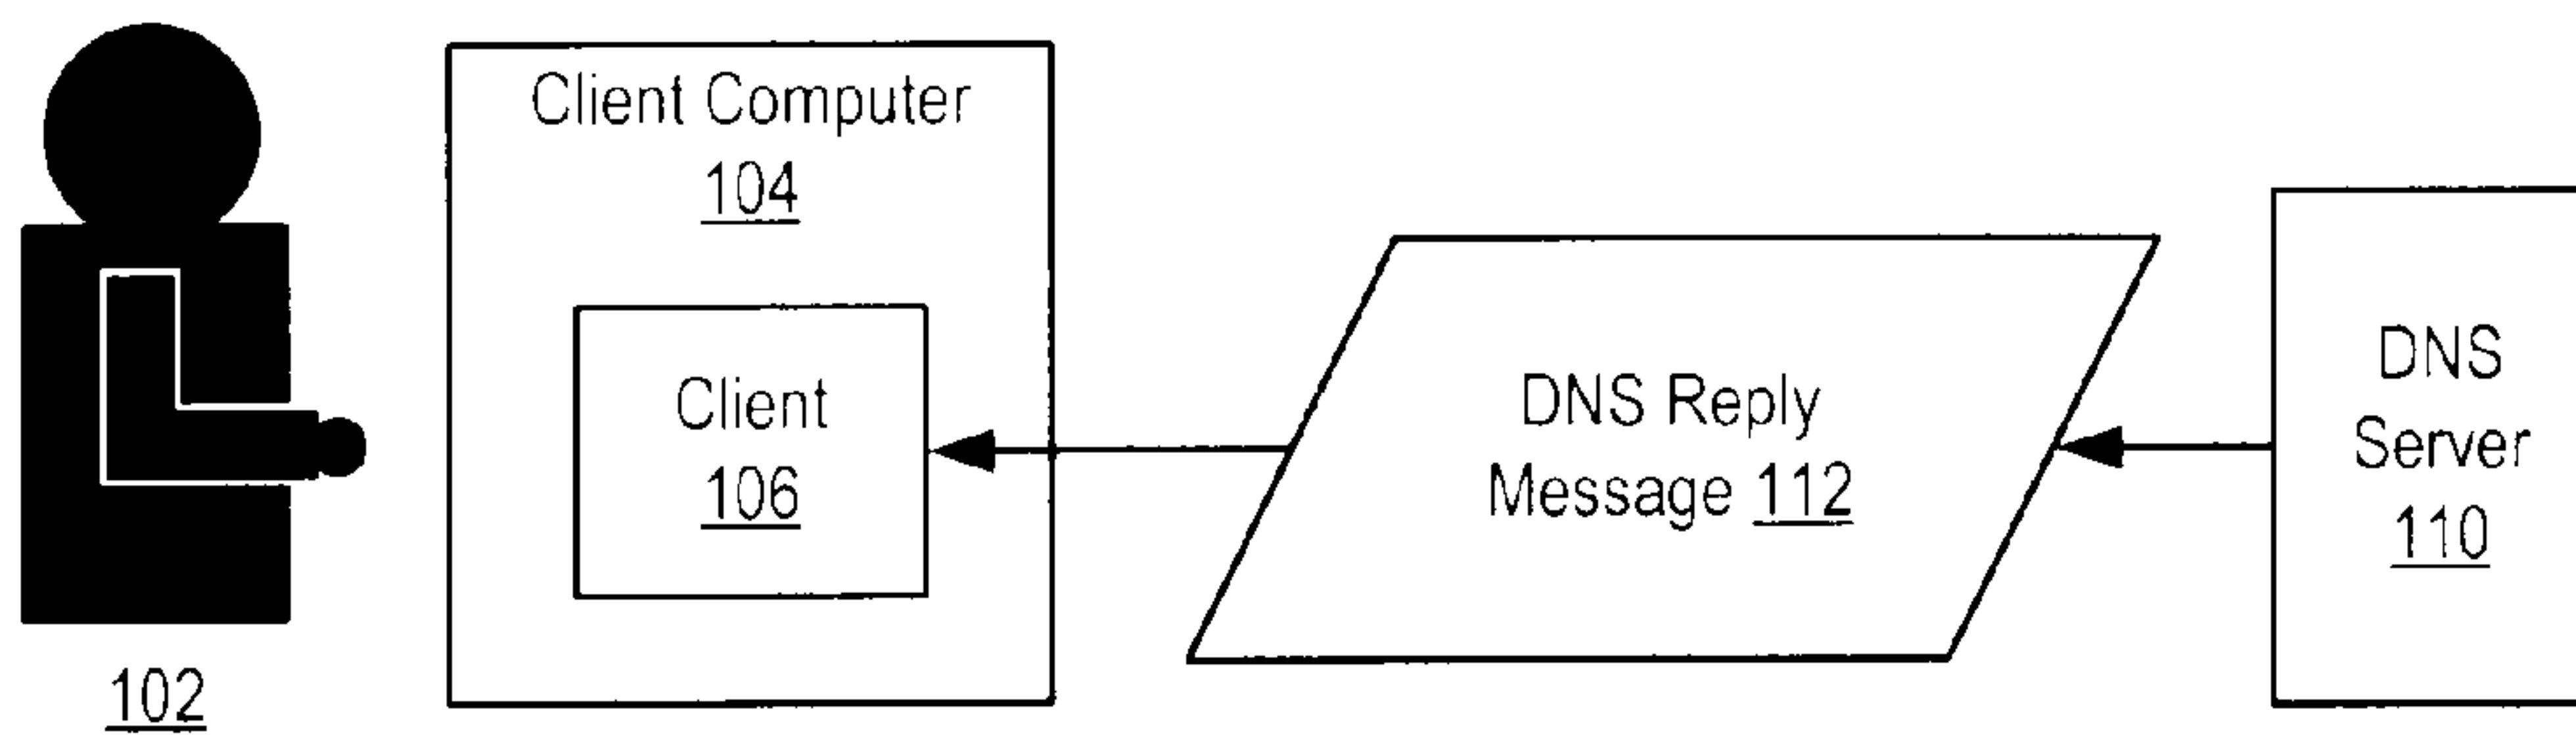 102
Client Computer
104
Client
106
DNS Reply
Message 112
DNS
Server
110